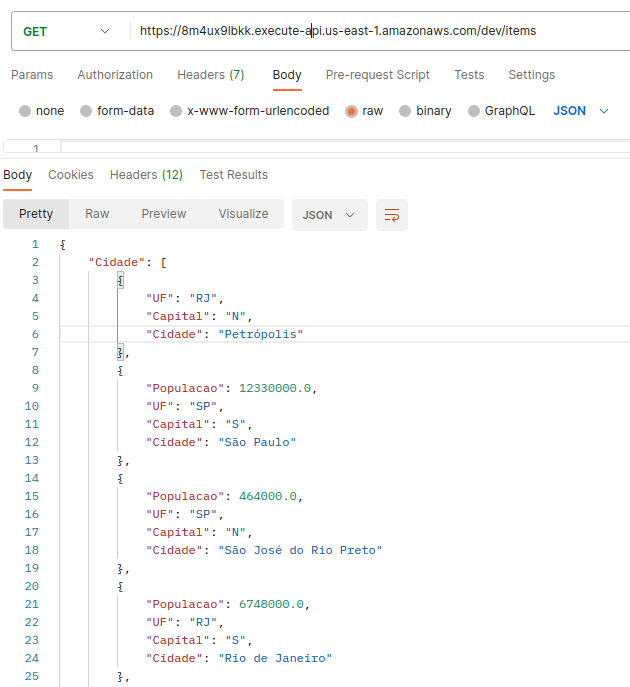 GET https://8m4ux9lbkk.execute-api.us-east-1.amazonaws.com/dev/items
Params Authorization Headers (7) Body Pre-request Script Tests Settings
none form-data x-www-form-urlencoded raw binary GraphQL JSON
1
Body Cookies Headers (12) Test Results
Pretty Raw Preview Visualize JSON
1 {
2 "Cidade": [
3 {
4 "UF": "RJ",
5 "Capital": "N",
6 "Cidade": "Petrópolis"
7 },
8 {
9 "Populacao": 12330000.0,
10 "UF": "SP",
11 "Capital": "S",
12 "Cidade": "São Paulo"
13 },
14 {
15 "Populacao": 464000.0,
16 "UF": "SP",
17 "Capital": "N",
18 "Cidade": "São José do Rio Preto"
19 },
20 {
21 "Populacao": 6748000.0,
22 "UF": "RJ",
23 "Capital": "S",
24 "Cidade": "Rio de Janeiro"
25 },